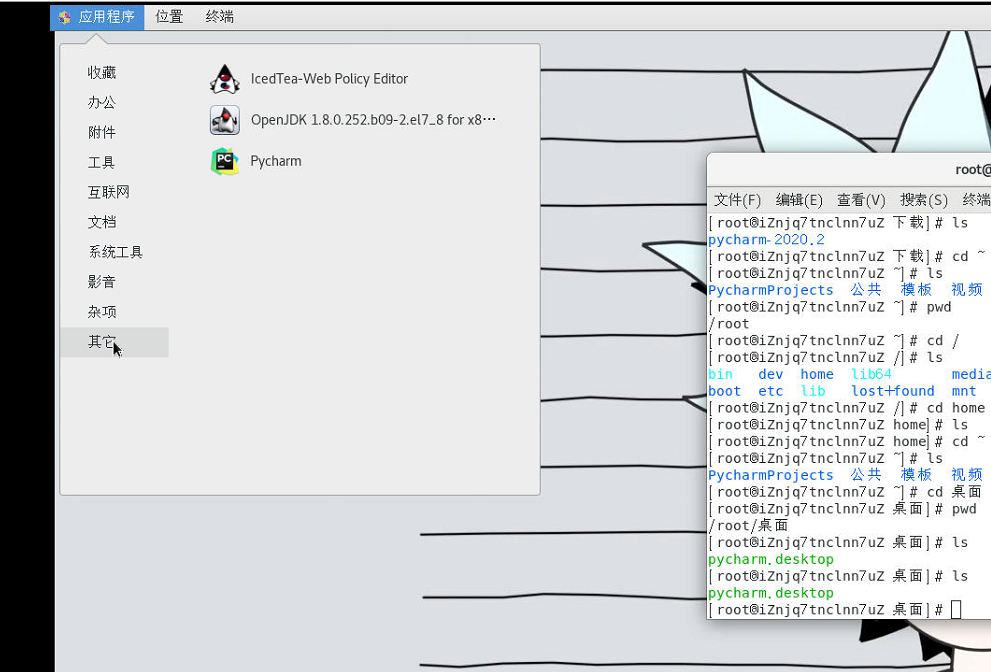 应用程序 位置 终端
收藏
办公
附件
工具
互联网
文档
系统工具
影音
杂项
其它
IcedTea-Web Policy Editor
OpenJDK 1.8.0.252.b09-2.el7_8 for x8···
PC Pycharm
root@
文件(F) 编辑(E) 查看(V) 搜索(S) 终端
[root@iZnjq7tnclnn7uZ 下载]# ls
pycharm-2020.2
[root@iZnjq7tnclnn7uZ 下载]# cd ~
[root@iZnjq7tnclnn7uZ ~]# ls
PycharmProjects 公共 模板 视频
[root@iZnjq7tnclnn7uZ ~]# pwd
/root
[root@iZnjq7tnclnn7uZ ~]# cd /
[root@iZnjq7tnclnn7uZ /]# ls
bin dev home lib64 media
boot etc lib lost+found mnt
[root@iZnjq7tnclnn7uZ /]# cd home
[root@iZnjq7tnclnn7uZ home]# ls
[root@iZnjq7tnclnn7uZ home]# cd ~
[root@iZnjq7tnclnn7uZ ~]# ls
PycharmProjects 公共 模板 视频
[root@iZnjq7tnclnn7uZ ~]# cd 桌面
[root@iZnjq7tnclnn7uZ 桌面]# pwd
/root/桌面
[root@iZnjq7tnclnn7uZ 桌面]# ls
pycharm.desktop
[root@iZnjq7tnclnn7uZ 桌面]# ls
pycharm.desktop
[root@iZnjq7tnclnn7uZ 桌面]#